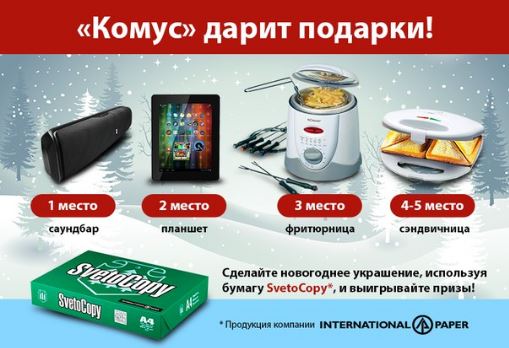 «Комус» дарит подарки!
1 место
2 место
3 место
4-5 место
саундбар
планшет
фритюрница
сэндвичница
SvetoCopy
SvetoCopy
A4
Сделайте новогоднее украшение, используя
бумагу SvetoCopy*, и выигрывайте призы!
* Продукция компании INTERNATIONAL PAPER